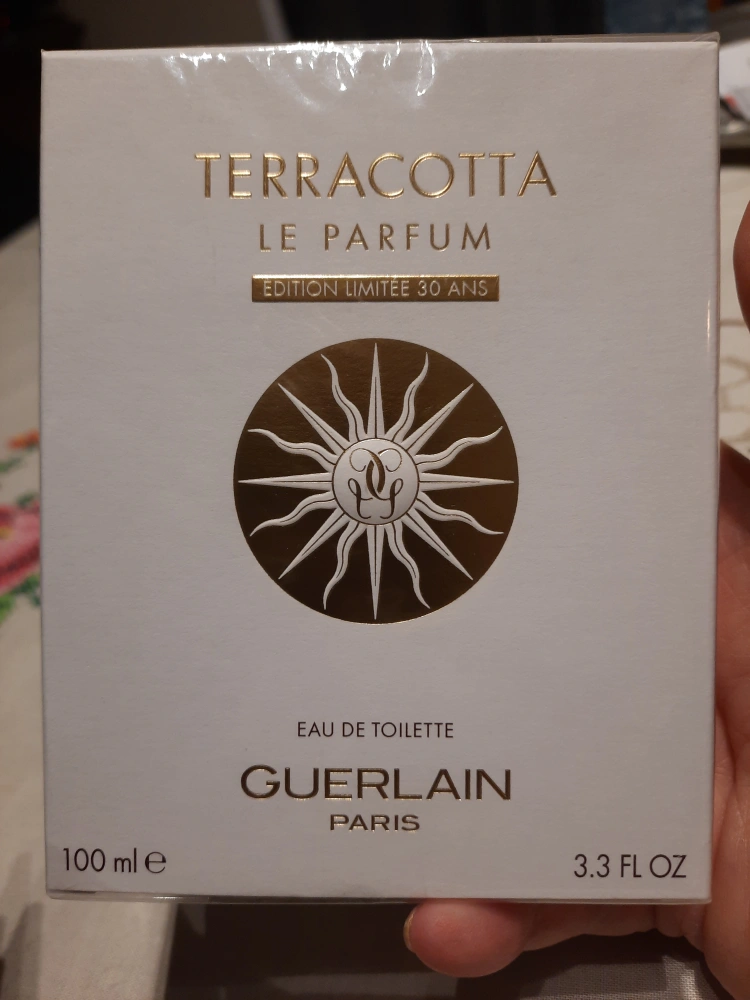 TERRACOTTA
LE PARFUM
EDITION LIMITÉE 30 ANS
EAU DE TOILETTE
GUERLAIN
PARIS
100 ml ℮
3.3 FL OZ